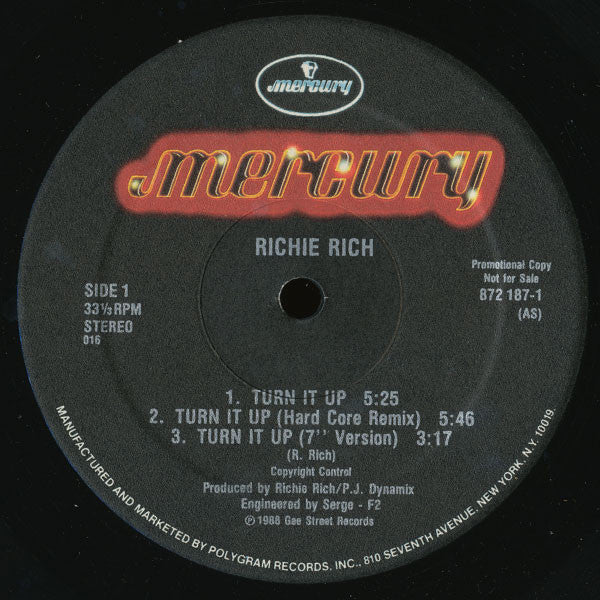 mercury
mercury
RICHIE RICH
SIDE 1
33⅓ RPM
STEREO
016
Promotional Copy
Not for Sale
872 187-1
(AS)
1. TURN IT UP 5:25
2. TURN IT UP (Hard Core Remix) 5:46
3. TURN IT UP (7'' Version) 3:17
(R. Rich)
Copyright Control
Produced by Richie Rich/P.J. Dynamix
Engineered by Serge - F2
℗ 1988 Gee Street Records
MANUFACTURED AND MARKETED BY POLYGRAM RECORDS, INC., 810 SEVENTH AVENUE, NEW YORK, N.Y. 10019.